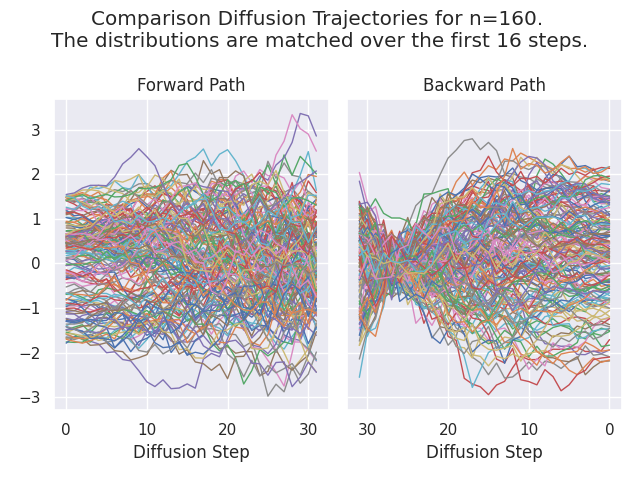 Comparison Diffusion Trajectories for n=160.
The distributions are matched over the first 16 steps.
Forward Path
Backward Path
3
2
1
0
−1
−2
−3
0 10 20 30
30 20 10 0
Diffusion Step
Diffusion Step